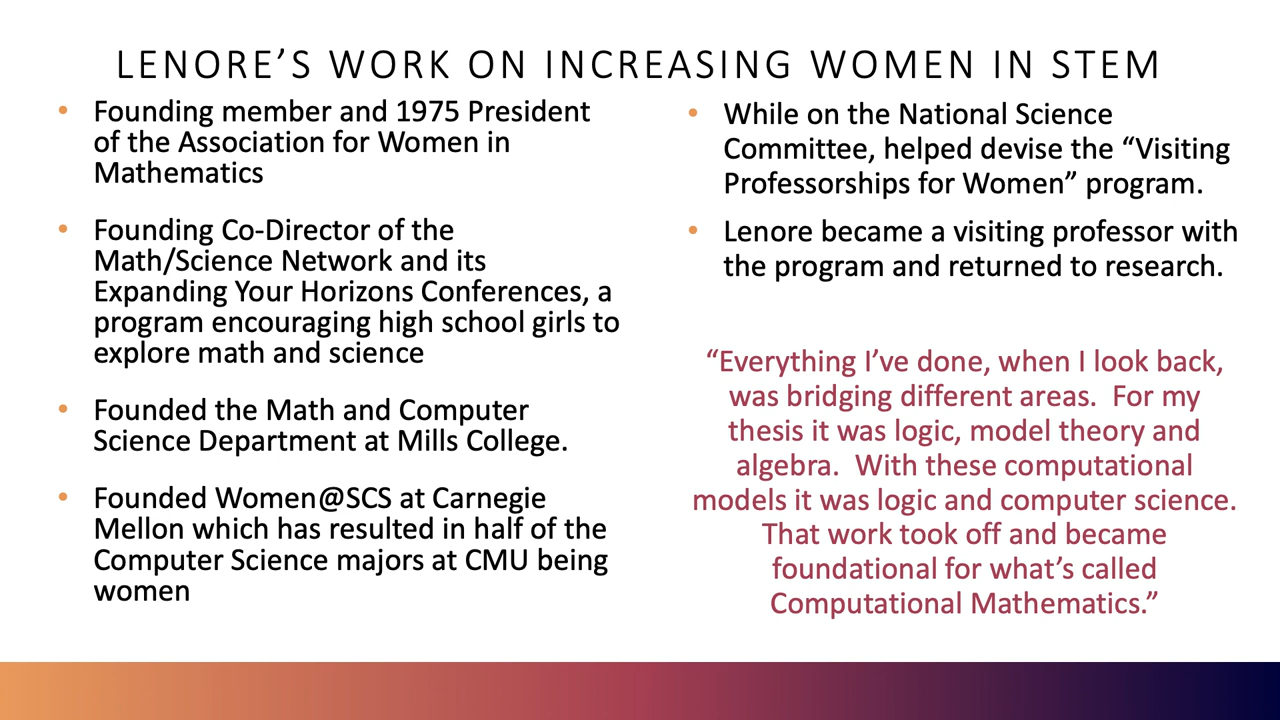 LENORE’S WORK ON INCREASING WOMEN IN STEM
• Founding member and 1975 President
of the Association for Women in
Mathematics
• Founding Co-Director of the
Math/Science Network and its
Expanding Your Horizons Conferences, a
program encouraging high school girls to
explore math and science
• Founded the Math and Computer
Science Department at Mills College.
• Founded Women@SCS at Carnegie
Mellon which has resulted in half of the
Computer Science majors at CMU being
women
• While on the National Science
Committee, helped devise the “Visiting
Professorships for Women” program.
• Lenore became a visiting professor with
the program and returned to research.
“Everything I’ve done, when I look back,
was bridging different areas.  For my
thesis it was logic, model theory and
algebra.  With these computational
models it was logic and computer science.
That work took off and became
foundational for what’s called
Computational Mathematics.”